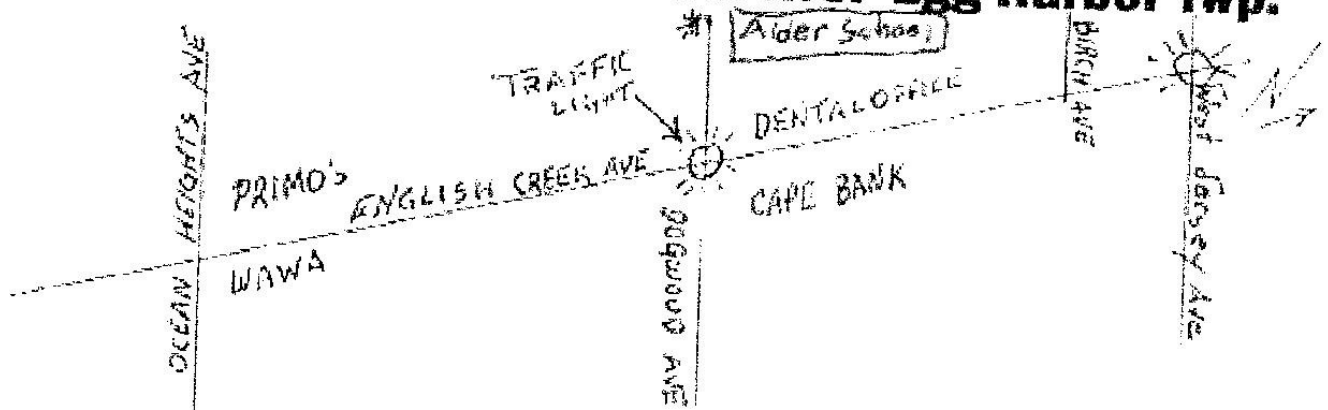 Egg Harbor Twp.
Alder School
BIRCH AVE
TRAFFIC
LIGHT
DENTAL OFFICE
West Jersey Ave
N
OCEAN HEIGHTS AVE
PRIMO's
ENGLISH CREEK AVE
CAPE BANK
WAWA
DOGWOOD AVE